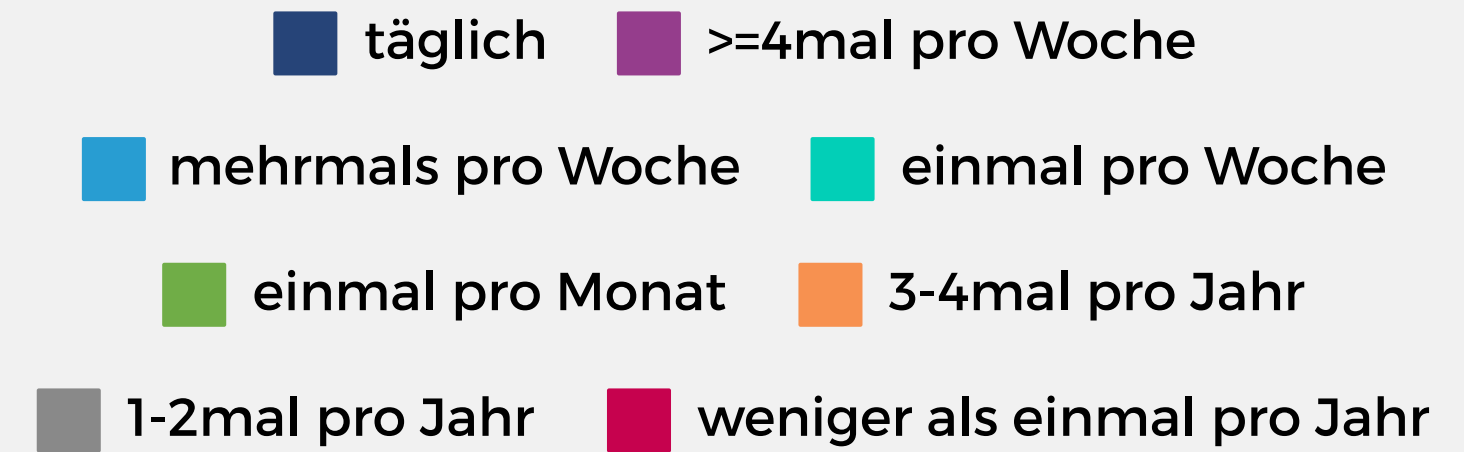 täglich >=4mal pro Woche
mehrmals pro Woche einmal pro Woche
einmal pro Monat 3-4mal pro Jahr
1-2mal pro Jahr weniger als einmal pro Jahr